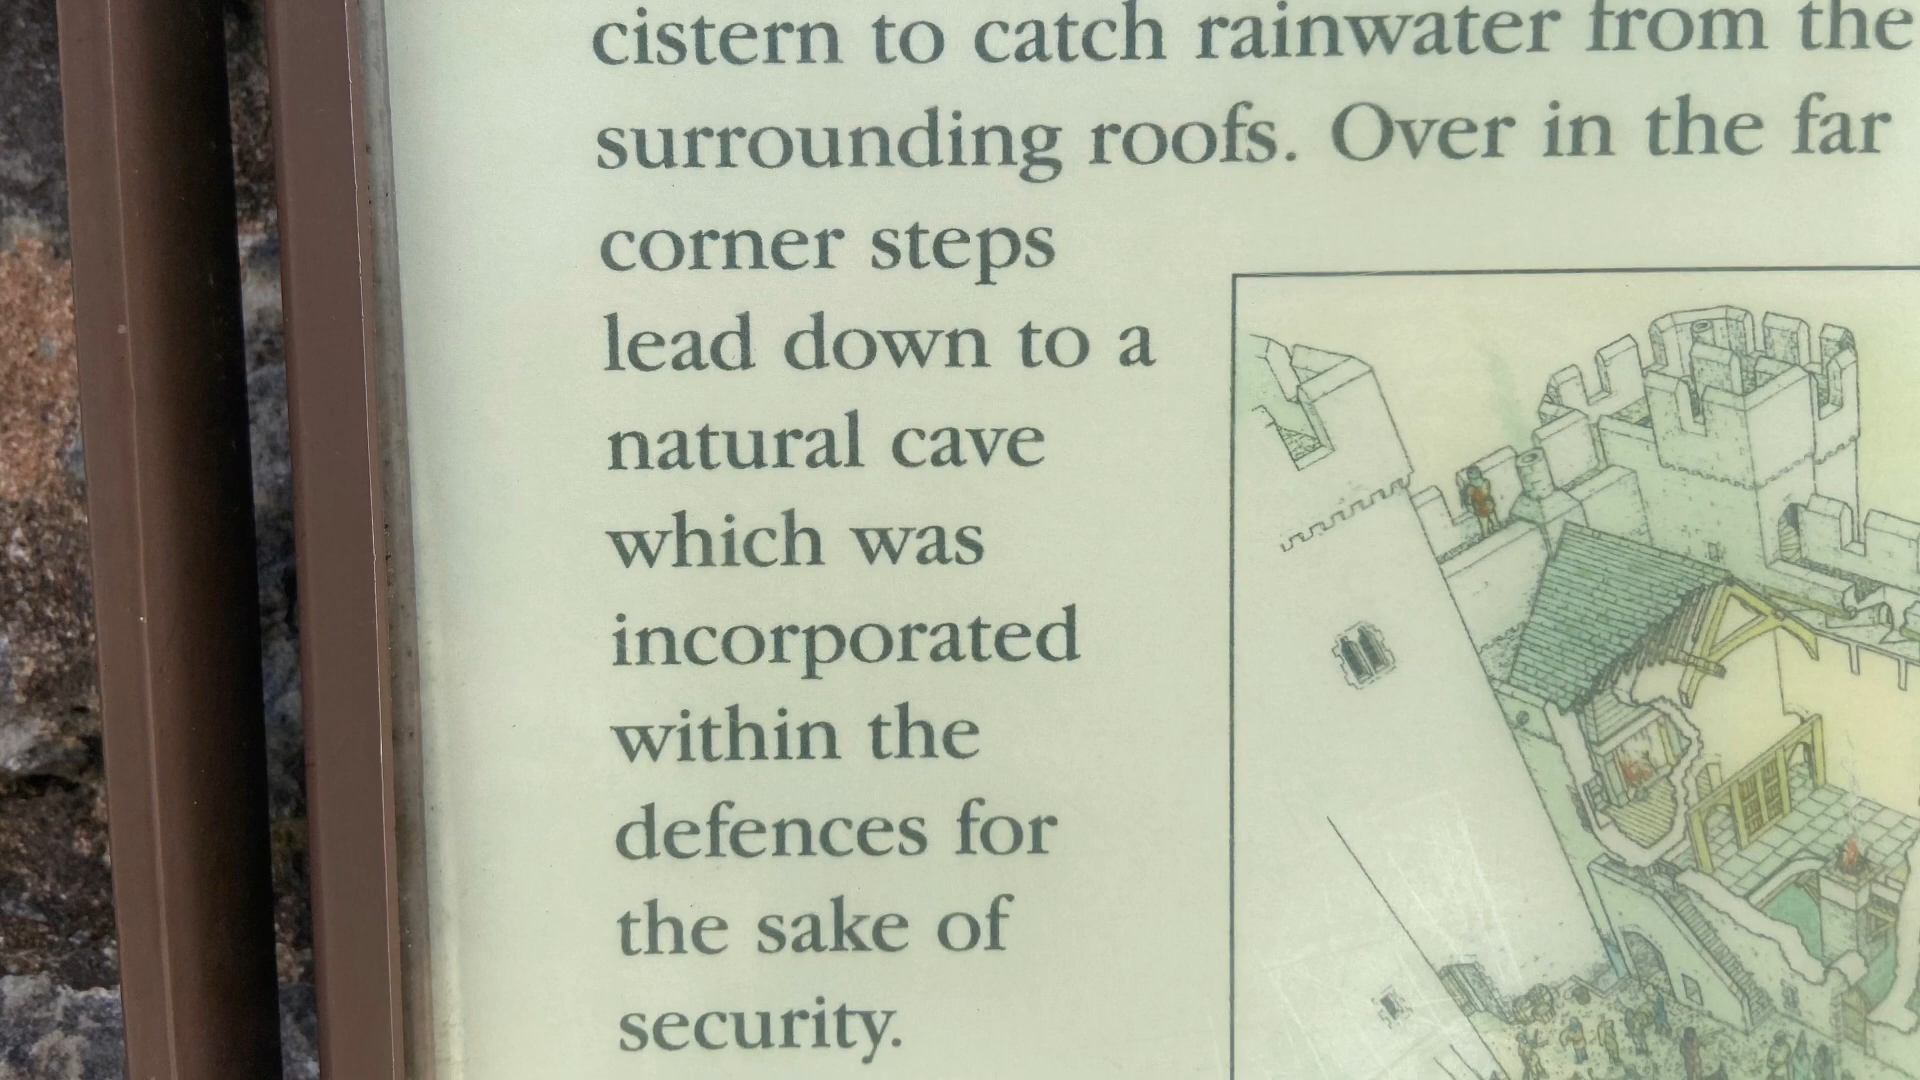 cistern to catch rainwater from the
surrounding roofs. Over in the far
corner steps
lead down to a
natural cave
which was
incorporated
within the
defences for
the sake of
security.